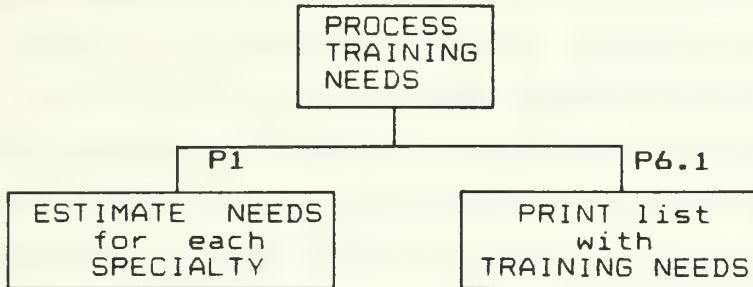 PROCESS
TRAINING
NEEDS
P1
P6.1
ESTIMATE NEEDS
for each
SPECIALTY
PRINT list
with
TRAINING NEEDS